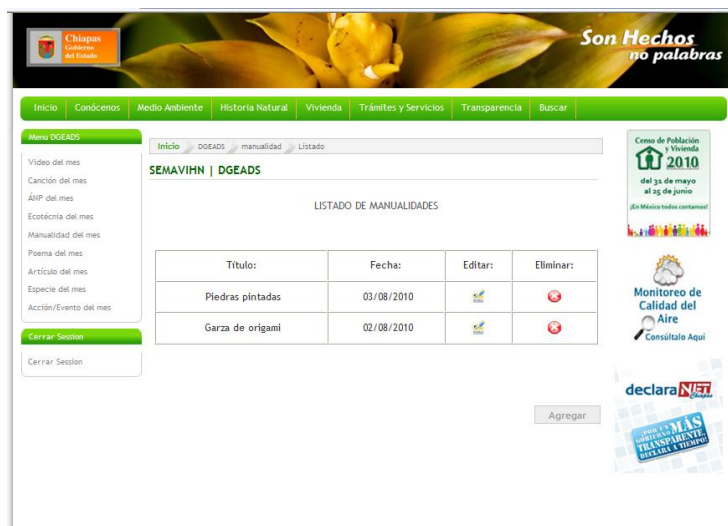 Chiapas
Gobierno
del Estado
Son Hechos
no palabras
Inicio Conócenos Medio Ambiente Historia Natural Vivienda Trámites y Servicios Transparencia Buscar
Menu DGEADS
Video del mes
Canción del mes
ÁNP del mes
Ecotécnia del mes
Manualidad del mes
Poema del mes
Artículo del mes
Especie del mes
Acción/Evento del mes
Cerrar Session
Cerrar Session
Inicio DGEADS manualidad Listado
SEMAVIHN | DGEADS
LISTADO DE MANUALIDADES
Título: Fecha: Editar: Eliminar:
Piedras pintadas 03/08/2010
Garza de origami 02/08/2010
Agregar
Censo de Población
y Vivienda
2010
del 31 de mayo
al 25 de junio
¡En México todos contamos!
Monitoreo de
Calidad del
Aire
Consúltalo Aquí
declaraNET
Chiapas
¡POR UN MÁS
GOBIERNO
TRANSPARENTE,
DECLARA A TIEMPO!